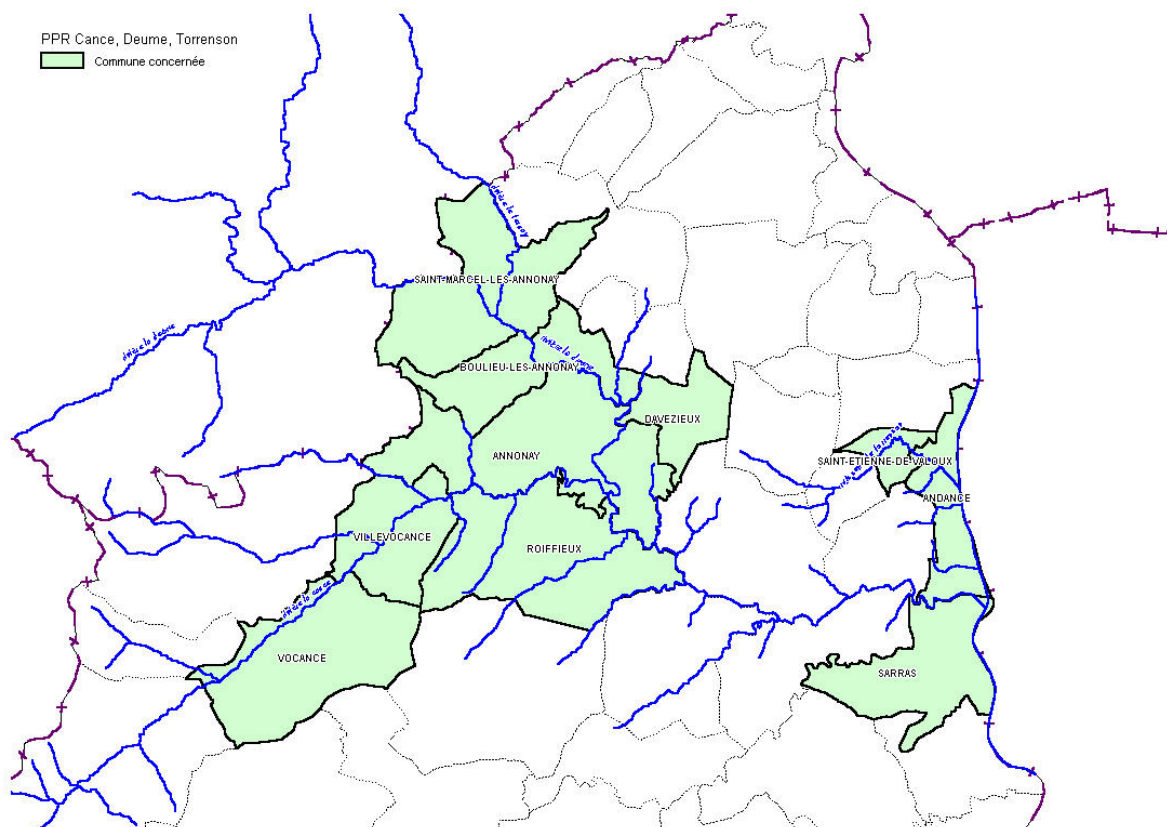 PPR Cance, Deume, Torrenson
Commune concernée
SAINT-MARCEL-LES-ANNONAY
BOULIEU-LES-ANNONAY
DAVEZIEUX
ANNONAY
SAINT-ETIENNE-DE-VALOUX
ANDANCE
VILLEVOCANCE
ROIFFIEUX
VOCANCE
SARRAS